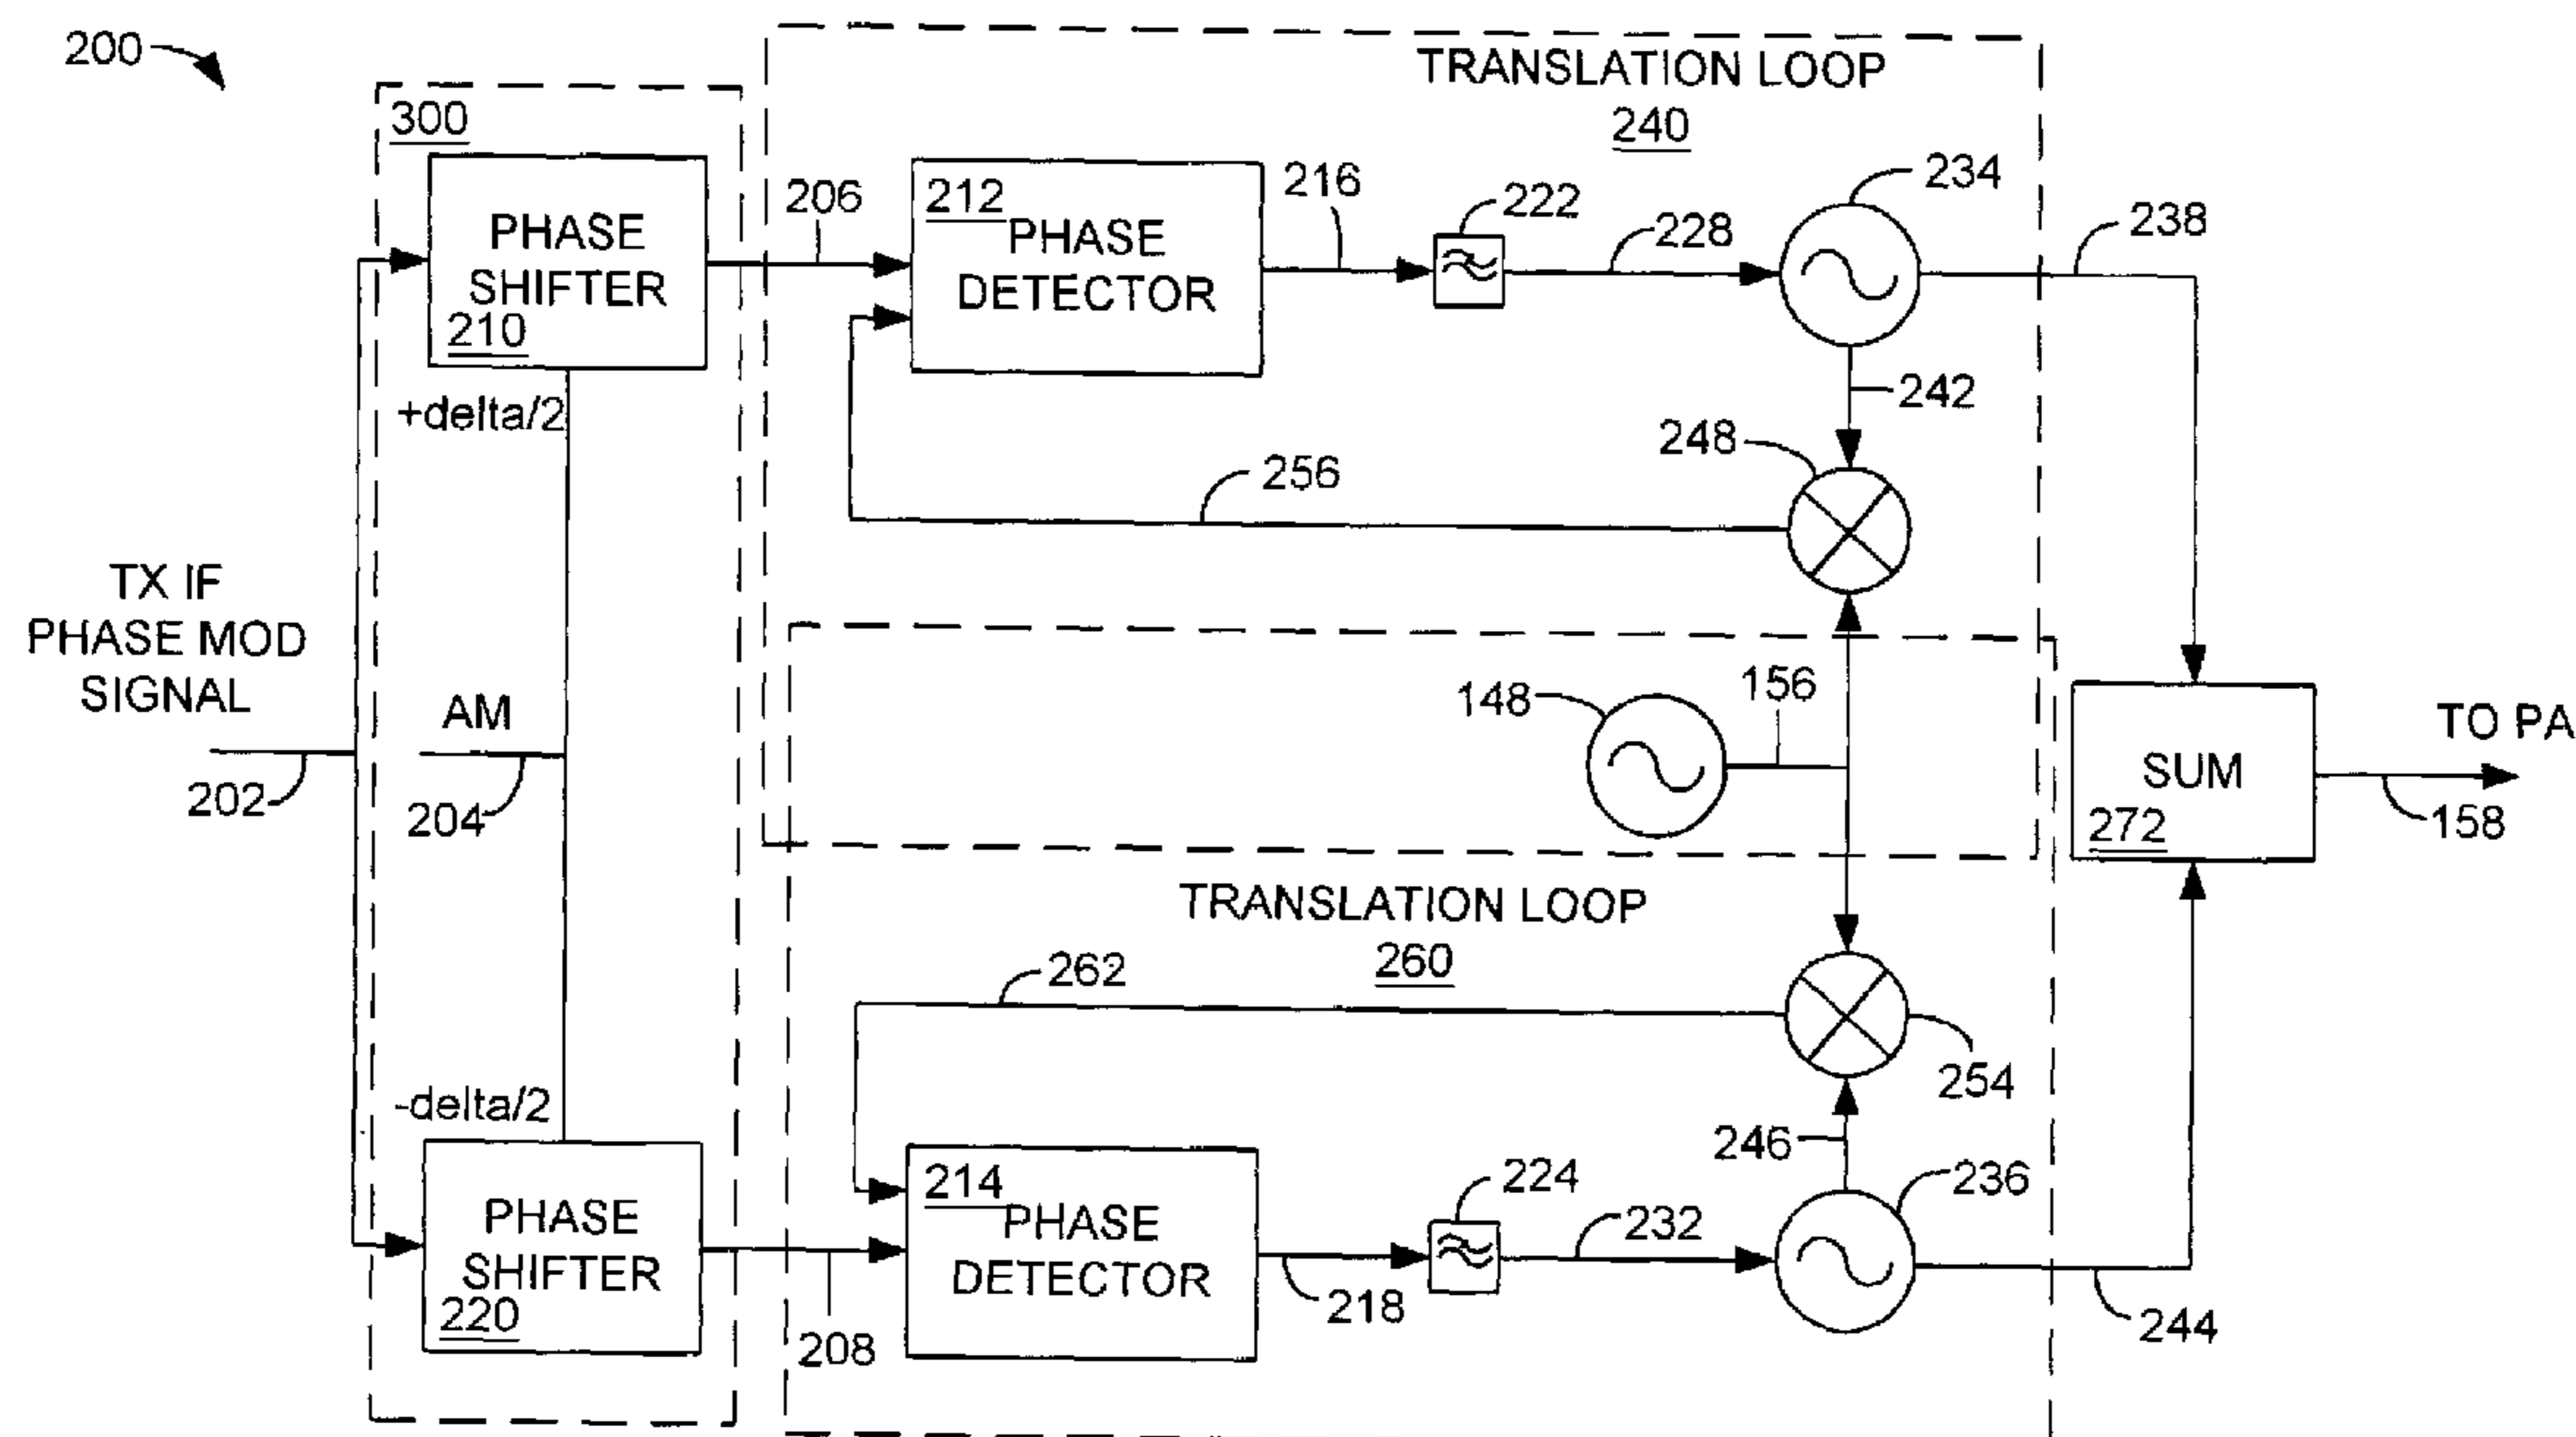 200
300
TRANSLATION LOOP
240
PHASE
SHIFTER
210
206
212
PHASE
DETECTOR
216
222
228
234
238
+delta/2
242
248
256
TX IF
PHASE MOD
SIGNAL
202
AM
204
148
156
TO PA
SUM
272
158
TRANSLATION LOOP
260
262
254
-delta/2
246
PHASE
SHIFTER
220
208
214
PHASE
DETECTOR
218
224
232
236
244